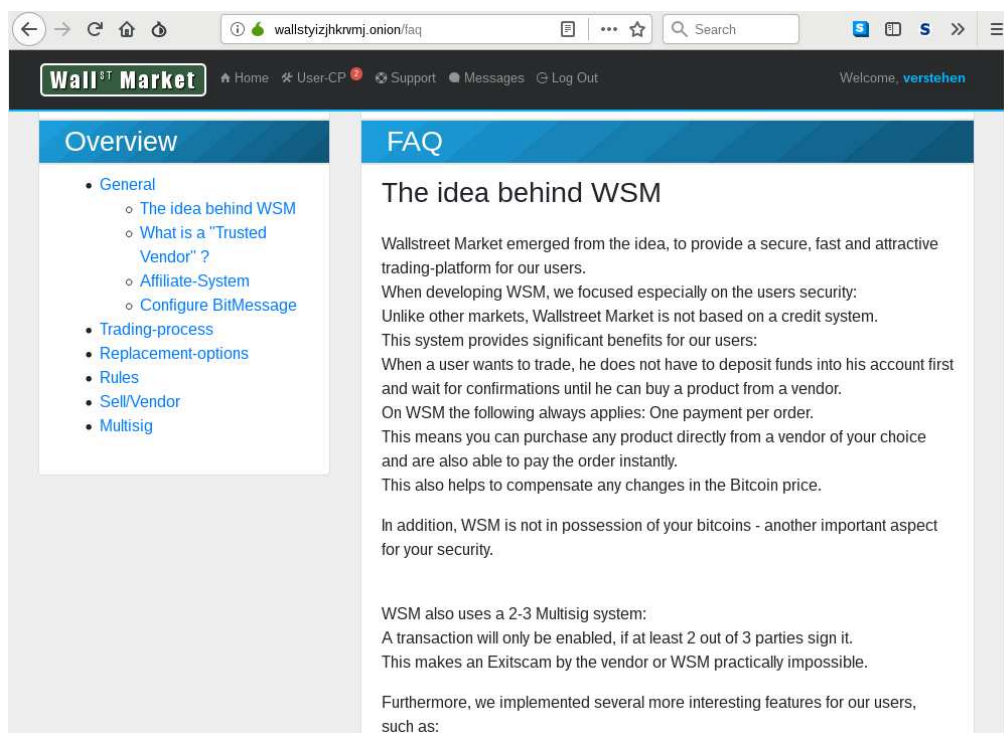 wallstyizjhkrvmj.onion/faq
Search
S
Wall ST Market
Home User-CP 2 Support Messages Log Out
Welcome, verstehen
Overview
General
The idea behind WSM
What is a "Trusted
Vendor" ?
Affiliate-System
Configure BitMessage
Trading-process
Replacement-options
Rules
Sell/Vendor
Multisig
FAQ
The idea behind WSM
Wallstreet Market emerged from the idea, to provide a secure, fast and attractive
trading-platform for our users.
When developing WSM, we focused especially on the users security:
Unlike other markets, Wallstreet Market is not based on a credit system.
This system provides significant benefits for our users:
When a user wants to trade, he does not have to deposit funds into his account first
and wait for confirmations until he can buy a product from a vendor.
On WSM the following always applies: One payment per order.
This means you can purchase any product directly from a vendor of your choice
and are also able to pay the order instantly.
This also helps to compensate any changes in the Bitcoin price.
In addition, WSM is not in possession of your bitcoins - another important aspect
for your security.
WSM also uses a 2-3 Multisig system:
A transaction will only be enabled, if at least 2 out of 3 parties sign it.
This makes an Exitscam by the vendor or WSM practically impossible.
Furthermore, we implemented several more interesting features for our users,
such as: